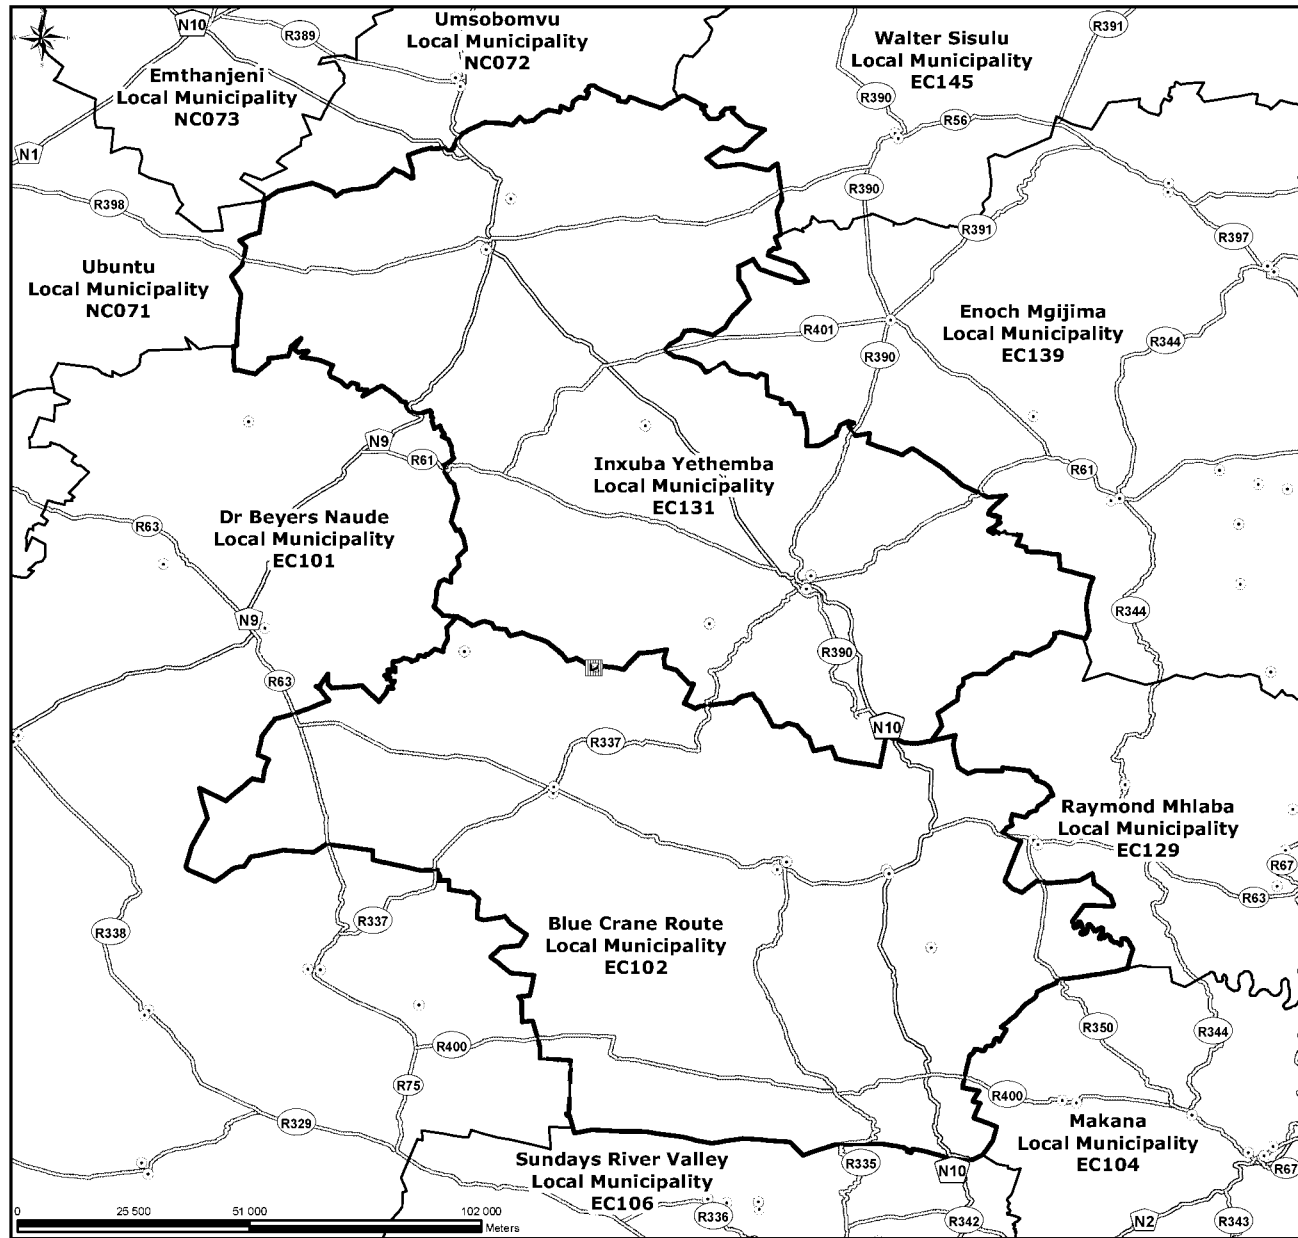 Umsobomvu
Local Municipality
NC072
N10
R389
R391
Walter Sisulu
Local Municipality
EC145
Emthanjeni
Local Municipality
NC073
R390
R56
N1
R398
R390
R391
R397
Ubuntu
Local Municipality
NC071
R401
Enoch Mgijima
Local Municipality
EC139
R344
R390
N9
R61
Inxuba Yethemba
Local Municipality
EC131
R61
R63
Dr Beyers Naude
Local Municipality
EC101
N9
R344
R390
R63
N10
R337
Raymond Mhlaba
Local Municipality
EC129
R67
R63
R338
R337
Blue Crane Route
Local Municipality
EC102
R350
R344
R400
R75
R400
R329
Makana
Local Municipality
EC104
Sundays River Valley
Local Municipality
EC106
R335
N10
R67
R336
R342
N2
R343
0 25 500 51 000 102 000
Meters